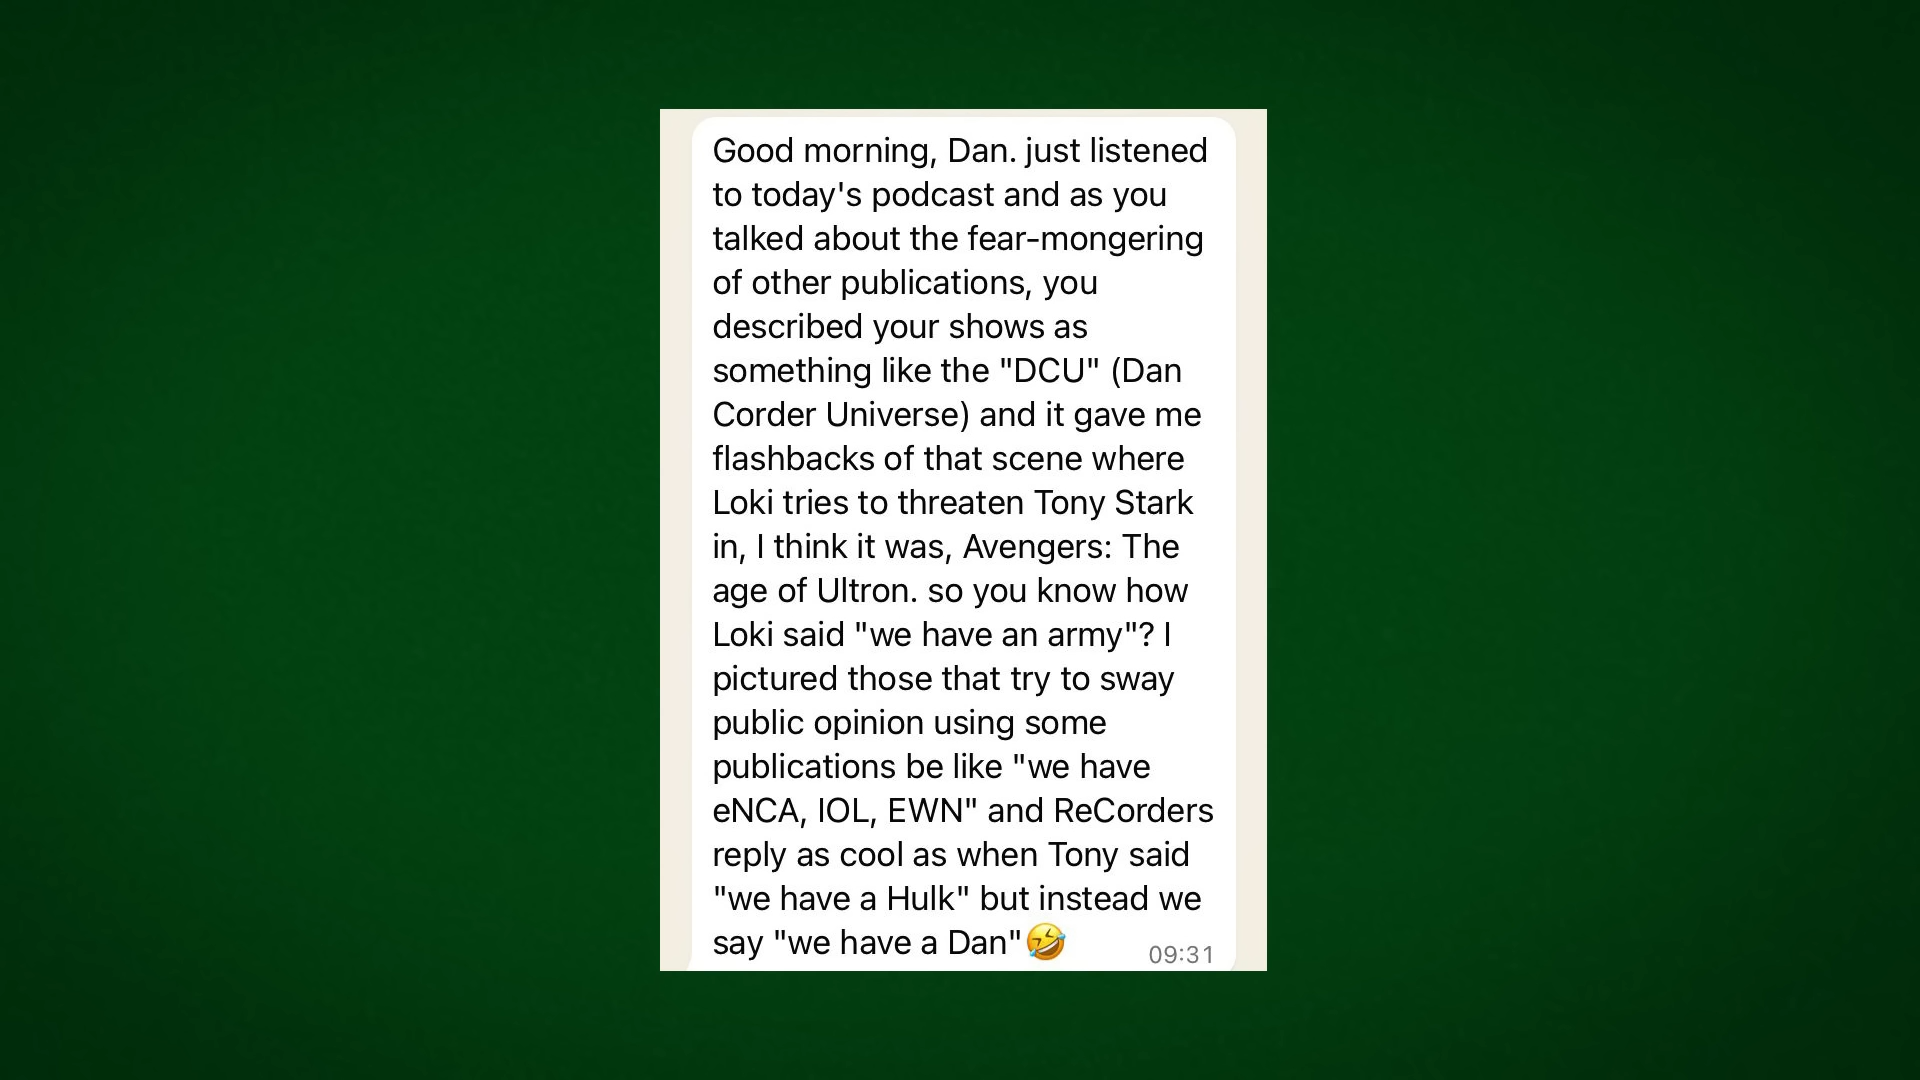 Good morning, Dan. just listened
to today's podcast and as you
talked about the fear-mongering
of other publications, you
described your shows as
something like the "DCU" (Dan
Corder Universe) and it gave me
flashbacks of that scene where
Loki tries to threaten Tony Stark
in, I think it was, Avengers: The
age of Ultron. so you know how
Loki said "we have an army"? I
pictured those that try to sway
public opinion using some
publications be like "we have
eNCA, IOL, EWN" and ReCorders
reply as cool as when Tony said
"we have a Hulk" but instead we
say "we have a Dan"🤣
09:31